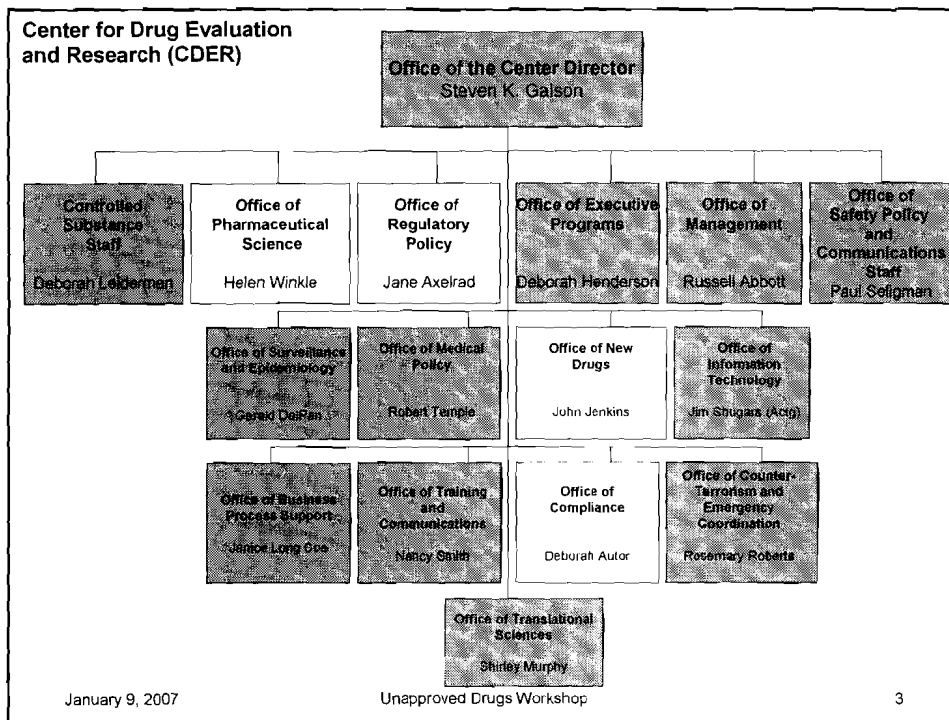 Center for Drug Evaluation
and Research (CDER)
Office of the Center Director
Steven K. Galson
Controlled
Substance
Staff
Deborah Leiderman
Office of
Pharmaceutical
Science
Helen Winkle
Office of
Regulatory
Policy
Jane Axelrad
Office of Executive
Programs
Deborah Henderson
Office of
Management
Russell Abbott
Office of
Safety Policy
and
Communications
Staff
Paul Seligman
Office of Surveillance
and Epidemiology
Gerald
Office of Medical
Policy
Robert Temple
Office of New
Drugs
John Jenkins
Office of
Information
Technology
Jim Shugars (Actg)
Office of Business
Process Support
Janice Long
Office of Training
and
Communications
Nancy Smith
Office of
Compliance
Deborah Autor
Office of Counter-
Terrorism and
Emergency
Coordination
Rosemary Roberts
Office of Translational
Sciences
Shirley Murphy
January 9, 2007
Unapproved Drugs Workshop
3